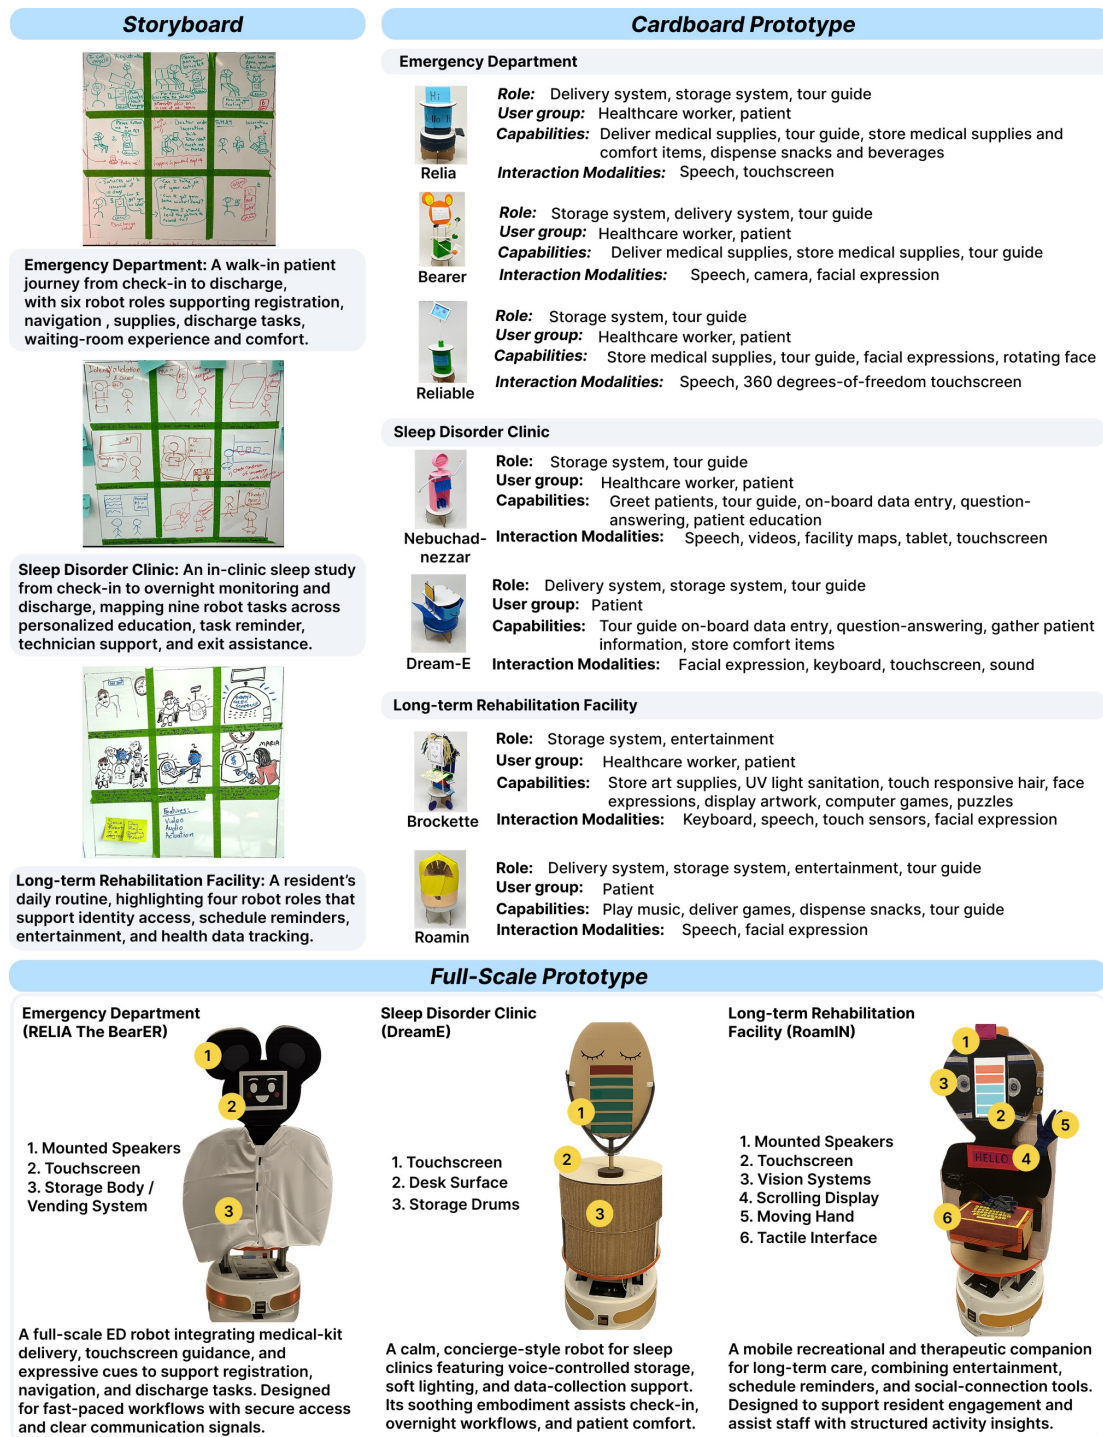 Storyboard
Emergency Department: A walk-in patient
journey from check-in to discharge,
with six robot roles supporting registration,
navigation , supplies, discharge tasks,
waiting-room experience and comfort.
Sleep Disorder Clinic: An in-clinic sleep study
from check-in to overnight monitoring and
discharge, mapping nine robot tasks across
personalized education, task reminder,
technician support, and exit assistance.
MARIA
Features:
Video
Audio
Actuation
Long-term Rehabilitation Facility: A resident's
daily routine, highlighting four robot roles that
support identity access, schedule reminders,
entertainment, and health data tracking.
Cardboard Prototype
Emergency Department
Hi
Relia
Role: Delivery system, storage system, tour guide
User group: Healthcare worker, patient
Capabilities: Deliver medical supplies, tour guide, store medical supplies and
comfort items, dispense snacks and beverages
Interaction Modalities: Speech, touchscreen
Bearer
Role: Storage system, delivery system, tour guide
User group: Healthcare worker, patient
Capabilities: Deliver medical supplies, store medical supplies, tour guide
Interaction Modalities: Speech, camera, facial expression
Reliable
Role: Storage system, tour guide
User group: Healthcare worker, patient
Capabilities: Store medical supplies, tour guide, facial expressions, rotating face
Interaction Modalities: Speech, 360 degrees-of-freedom touchscreen
Sleep Disorder Clinic
Nebuchad-
nezzar
Role: Storage system, tour guide
User group: Healthcare worker, patient
Capabilities: Greet patients, tour guide, on-board data entry, question-
answering, patient education
Interaction Modalities: Speech, videos, facility maps, tablet, touchscreen
Dream-E
Role: Delivery system, storage system, tour guide
User group: Patient
Capabilities: Tour guide on-board data entry, question-answering, gather patient
information, store comfort items
Interaction Modalities: Facial expression, keyboard, touchscreen, sound
Long-term Rehabilitation Facility
Brockette
Role: Storage system, entertainment
User group: Healthcare worker, patient
Capabilities: Store art supplies, UV light sanitation, touch responsive hair, face
expressions, display artwork, computer games, puzzles
Interaction Modalities: Keyboard, speech, touch sensors, facial expression
Roamin
Role: Delivery system, storage system, entertainment, tour guide
User group: Patient
Capabilities: Play music, deliver games, dispense snacks, tour guide
Interaction Modalities: Speech, facial expression
Full-Scale Prototype
Emergency Department
(RELIA The BearER)
1
2
3
1. Mounted Speakers
2. Touchscreen
3. Storage Body /
Vending System
A full-scale ED robot integrating medical-kit
delivery, touchscreen guidance, and
expressive cues to support registration,
navigation, and discharge tasks. Designed
for fast-paced workflows with secure access
and clear communication signals.
Sleep Disorder Clinic
(DreamE)
1
2
3
1. Touchscreen
2. Desk Surface
3. Storage Drums
A calm, concierge-style robot for sleep
clinics featuring voice-controlled storage,
soft lighting, and data-collection support.
Its soothing embodiment assists check-in,
overnight workflows, and patient comfort.
Long-term Rehabilitation
Facility (RoamIN)
1
3
2
5
4
6
HELLO
1. Mounted Speakers
2. Touchscreen
3. Vision Systems
4. Scrolling Display
5. Moving Hand
6. Tactile Interface
A mobile recreational and therapeutic companion
for long-term care, combining entertainment,
schedule reminders, and social-connection tools.
Designed to support resident engagement and
assist staff with structured activity insights.